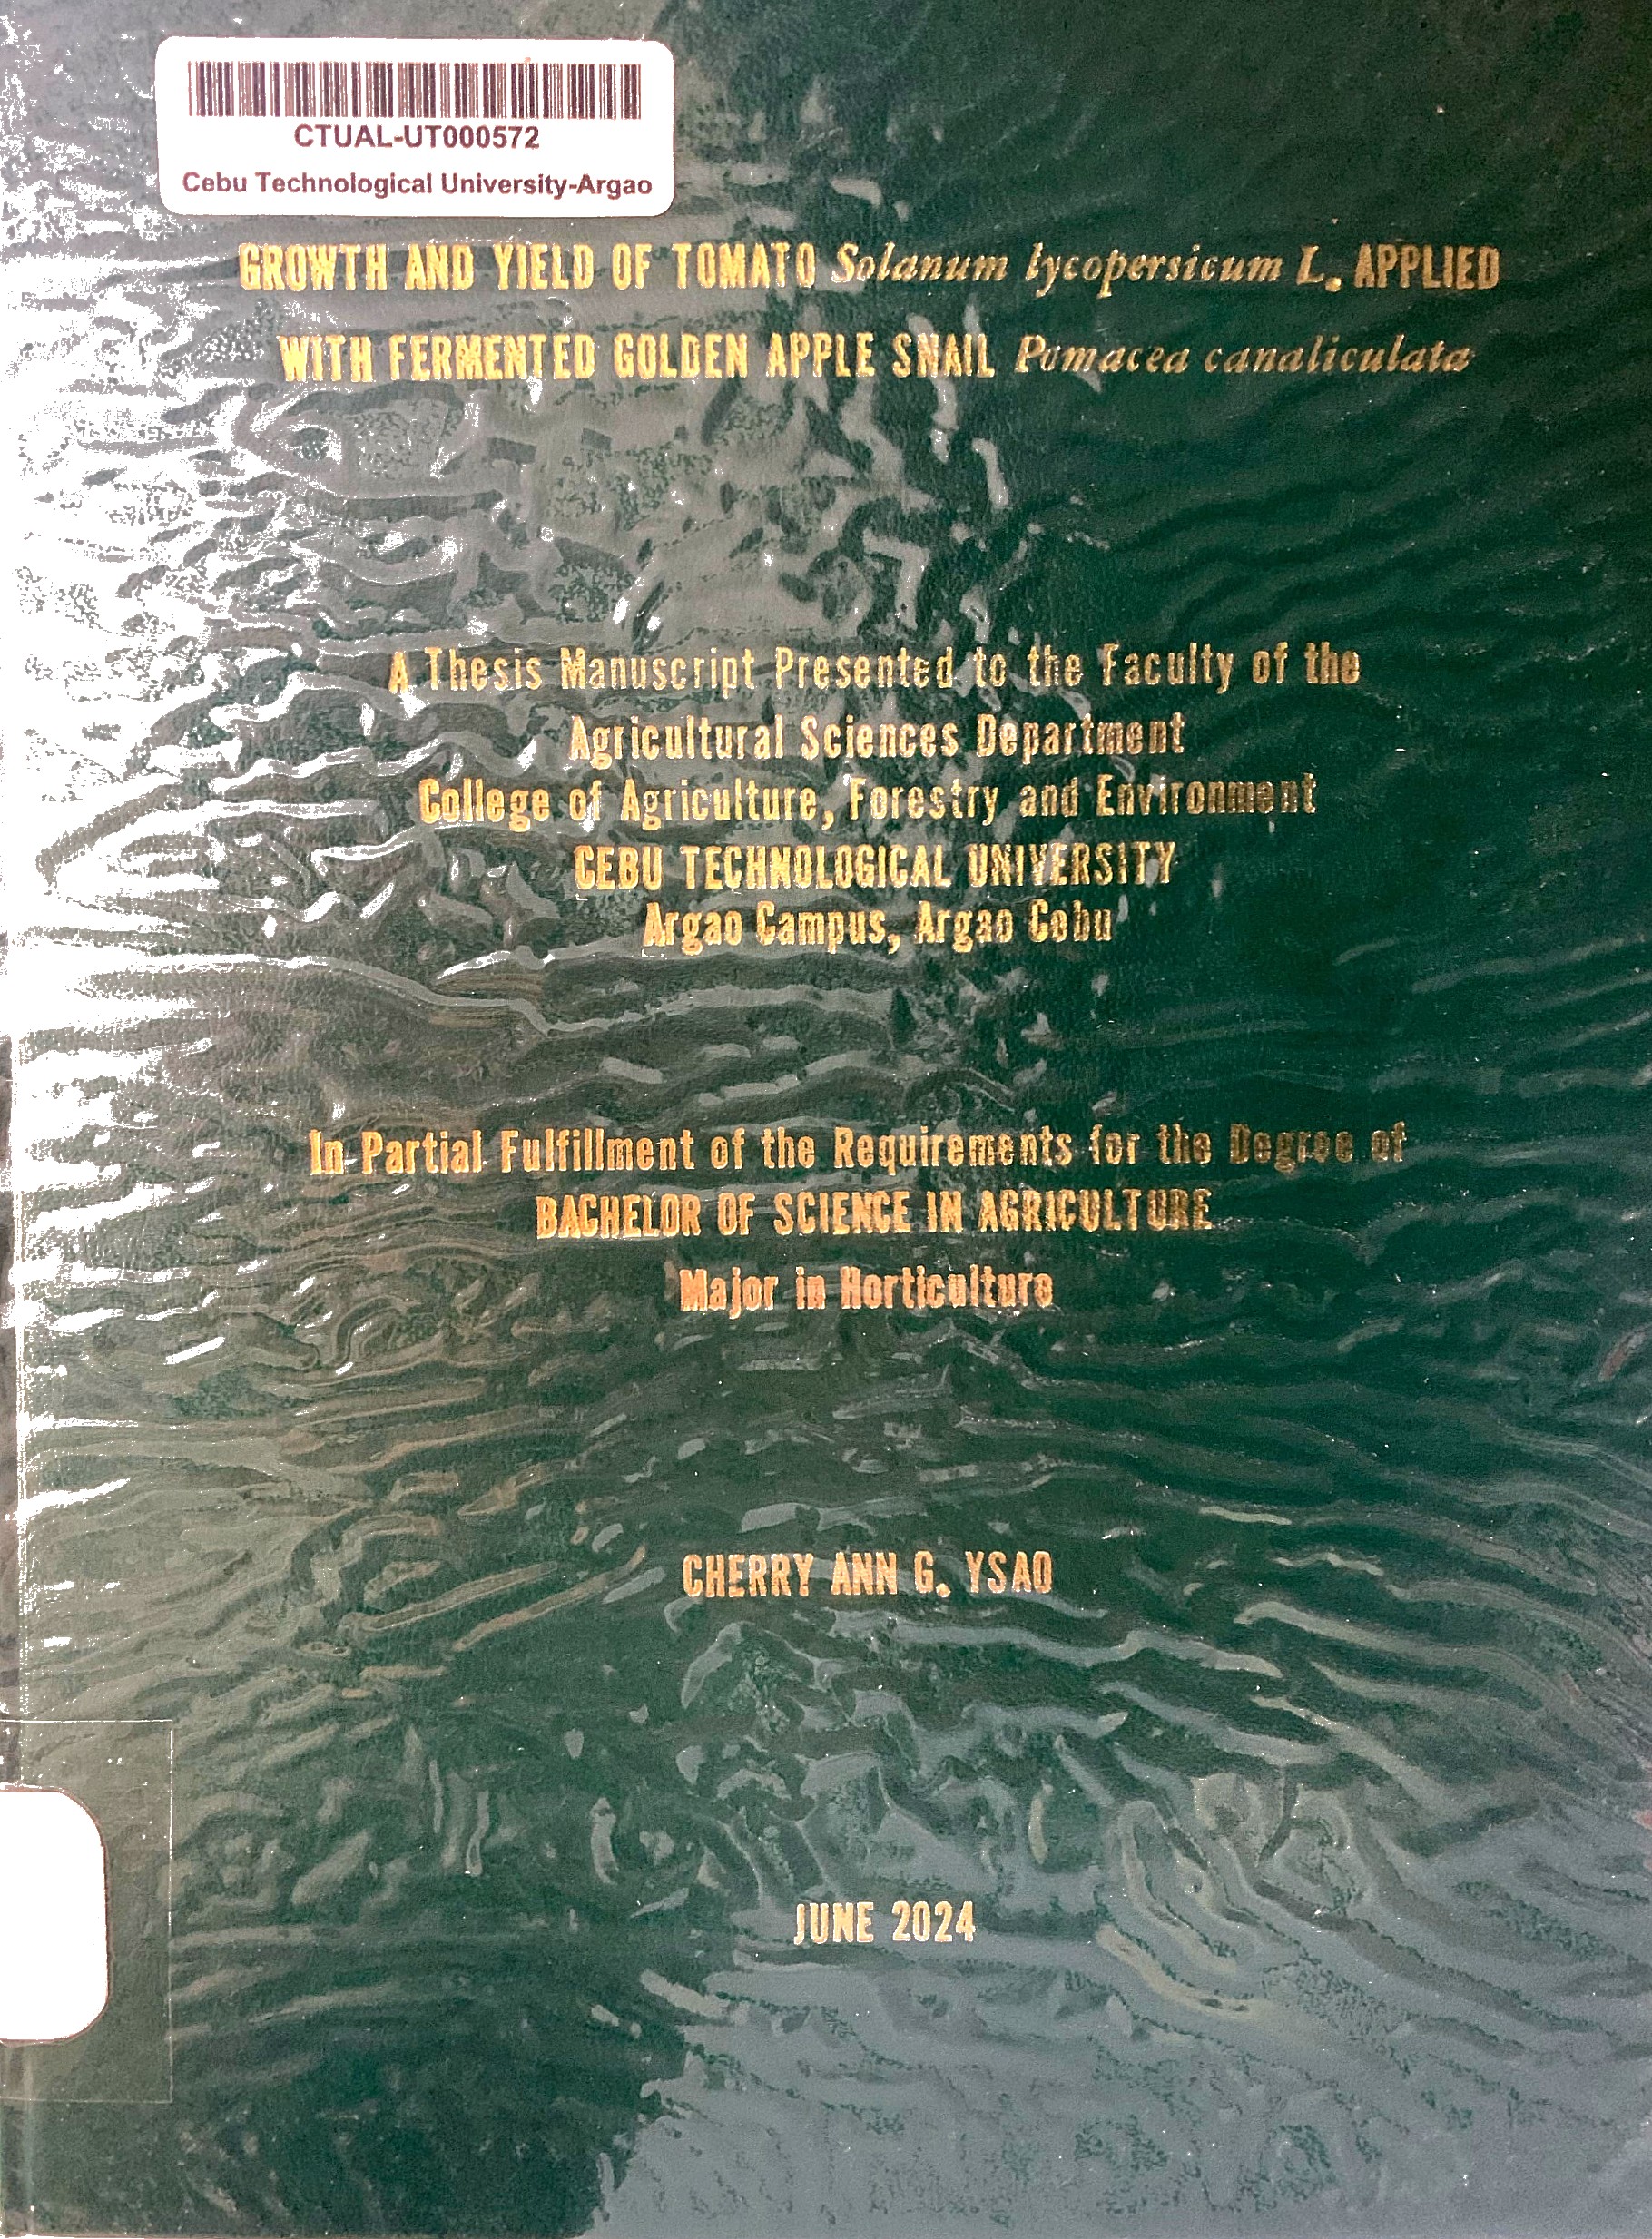 CTUAL-UT000572
Cebu Technological University-Argao
GROWTH AND YIELD OF TOMATO Solanum lycopersicum L. APPLIED
WITH FERMENTED GOLDEN APPLE SNAIL Pomacea canaliculata
A Thesis Manuscript Presented to the Faculty of the
Agricultural Sciences Department
College of Agriculture, Forestry and Environment
CEBU TECHNOLOGICAL UNIVERSITY
Argao Campus, Argao Cebu
In Partial Fulfillment of the Requirements for the Degree of
BACHELOR OF SCIENCE IN AGRICULTURE
Major in Horticulture
CHERRY ANN G. YSAO
JUNE 2024